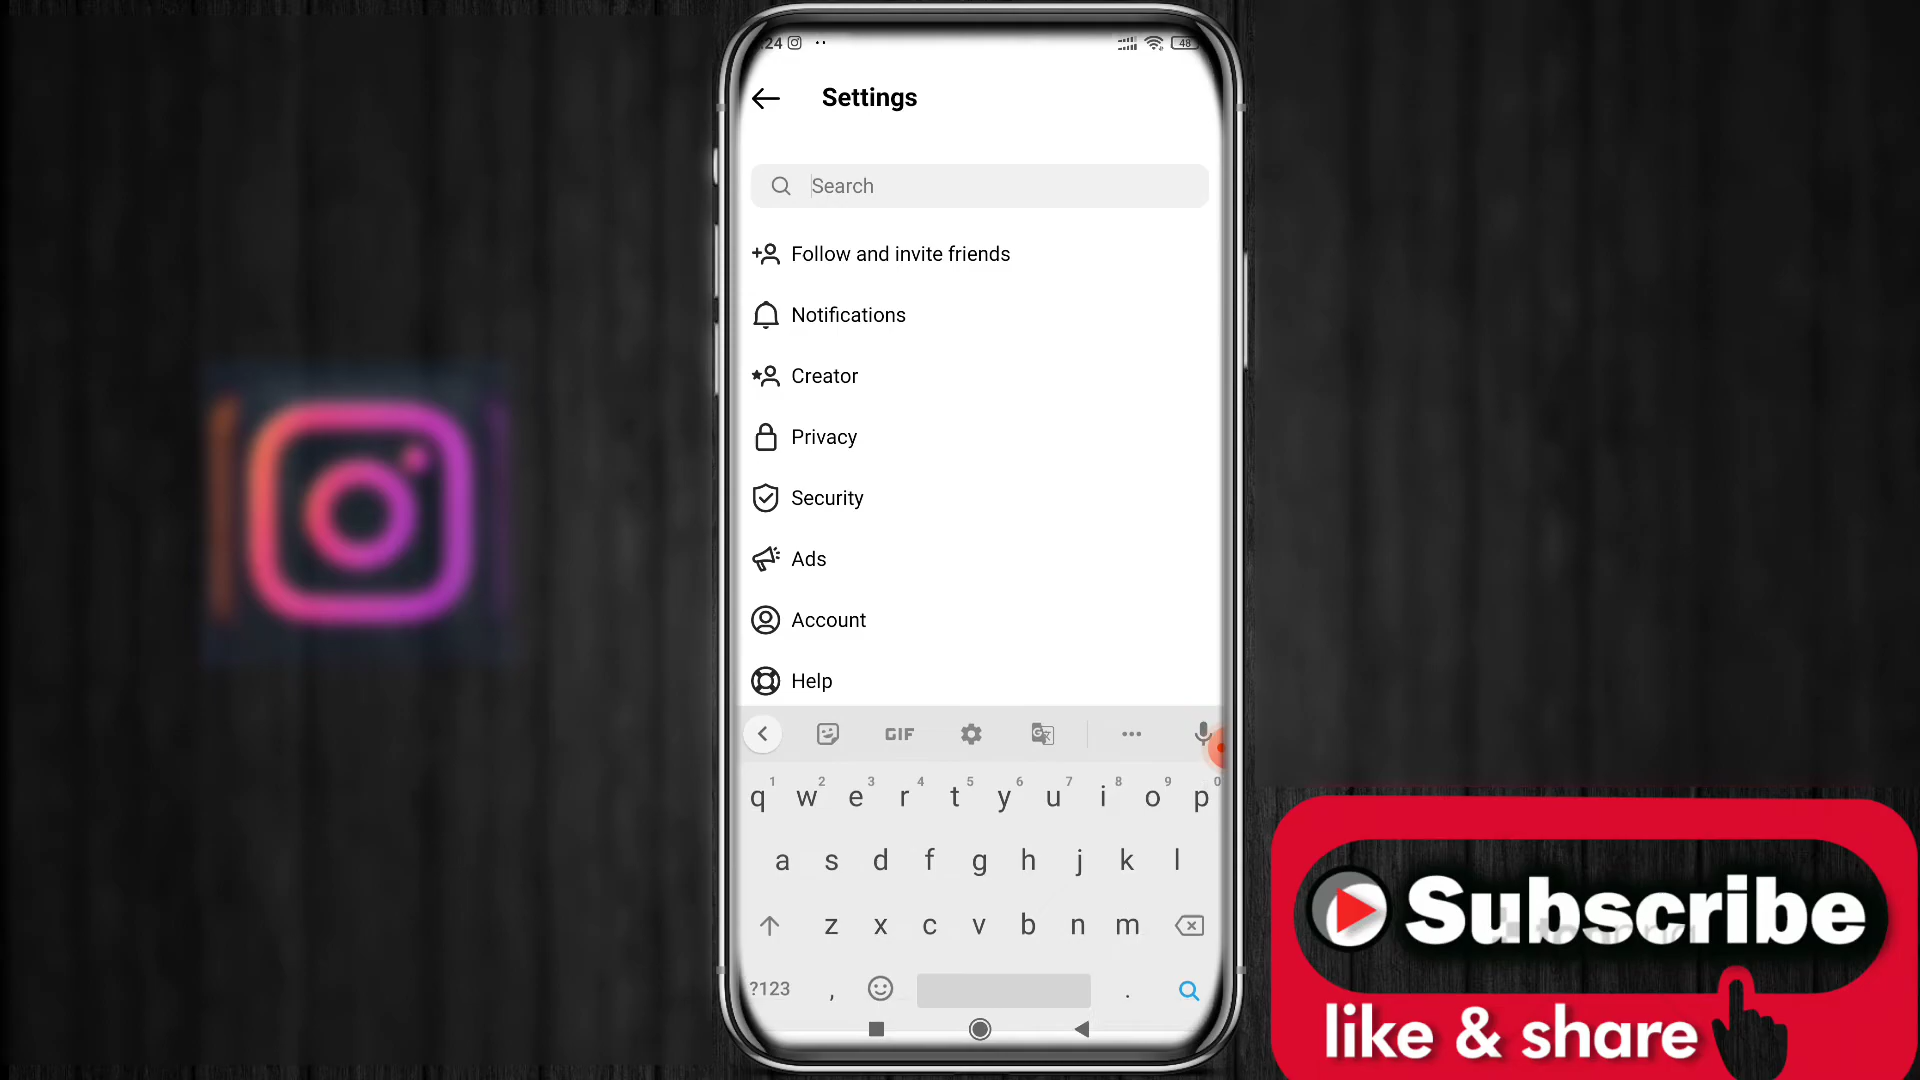 :24
48
Settings
Search
Follow and invite friends
Notifications
Creator
Privacy
Security
Ads
Account
Help
GIF
1 2 3 4 5 6 7 8 9 0
q w e r t y u i o p
a s d f g h j k l
z x c v b n m
?123 , .
Subscribe
like & share